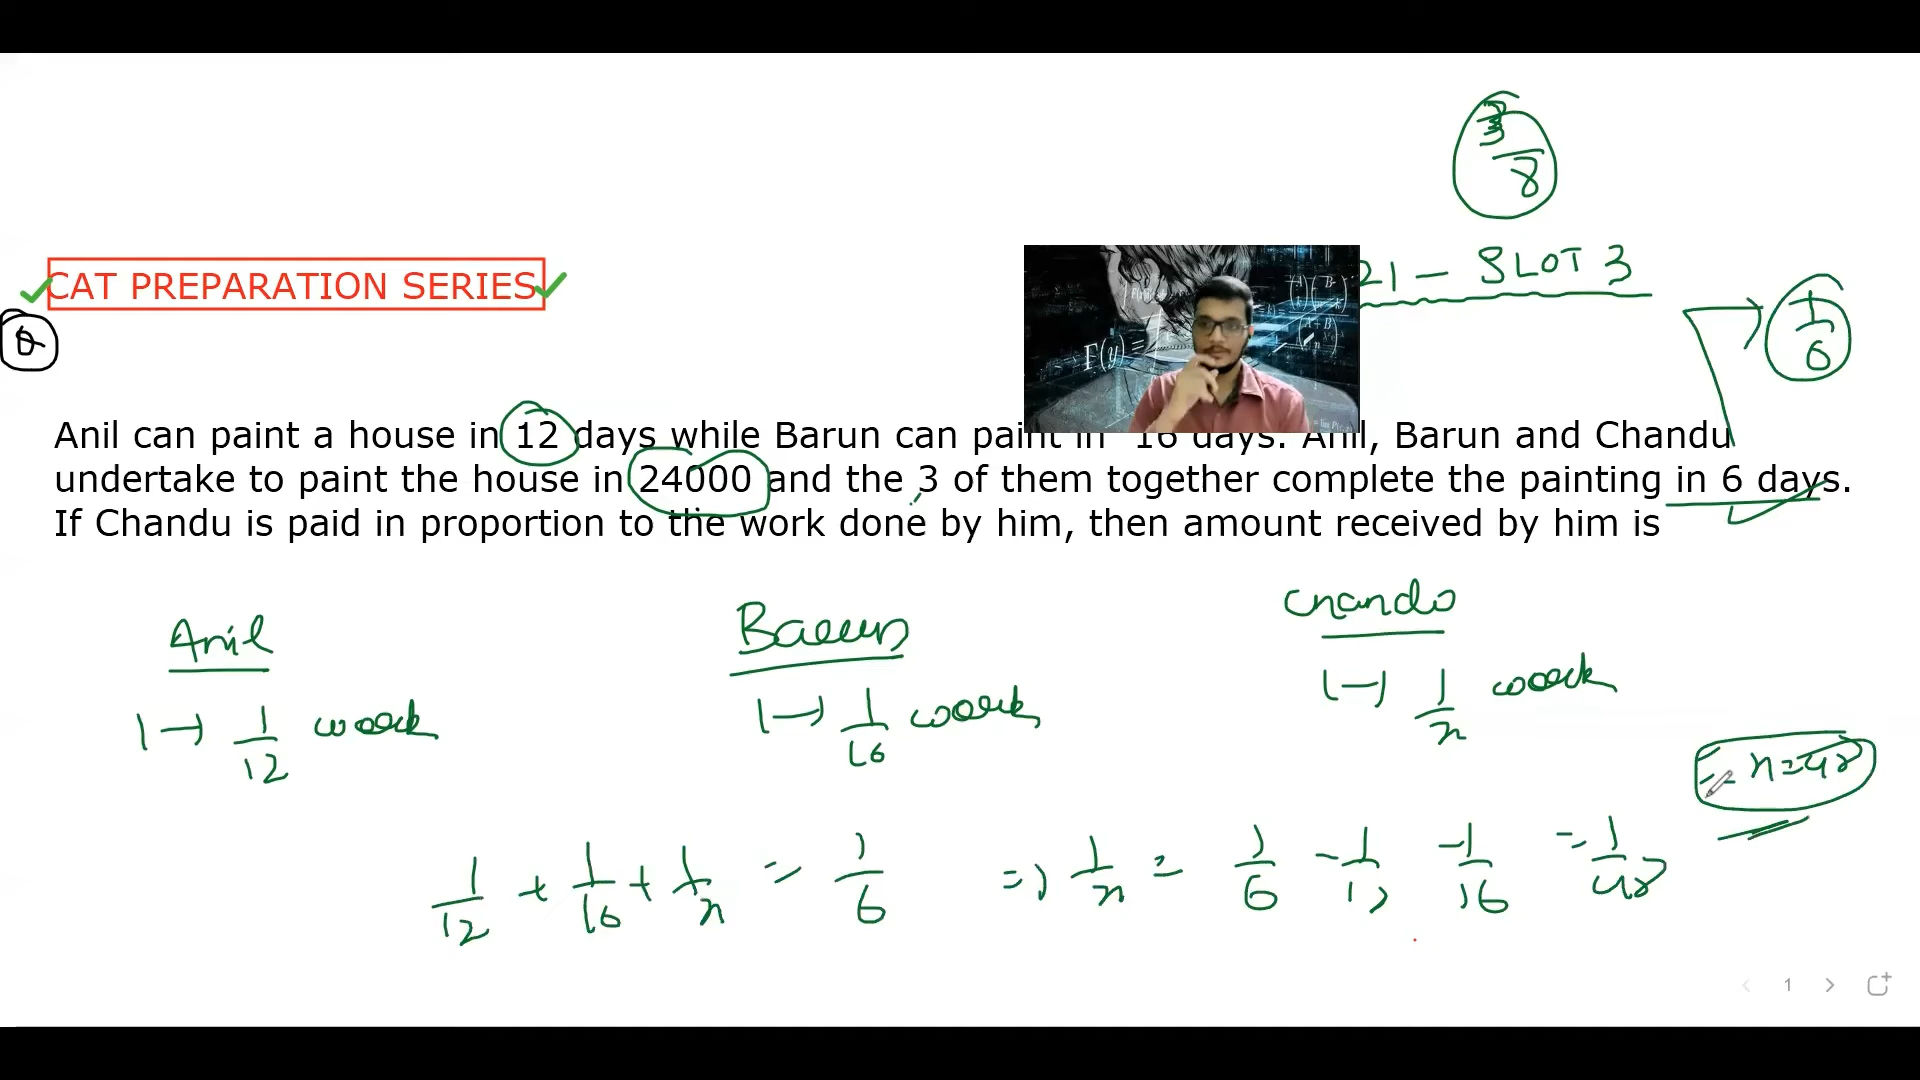 3/8
21 - SLOT 3
CAT PREPARATION SERIES
1/6
F(y) =
Anil can paint a house in 12 days while Barun can paint in 16 days. Anil, Barun and Chandu
undertake to paint the house in 24000 and the 3 of them together complete the painting in 6 days.
If Chandu is paid in proportion to the work done by him, then amount received by him is
Anil
Barun
Chandu
1 → 1/12 work
1 → 1/16 work
1 → 1/x work
= x=48
1/12 + 1/16 + 1/x = 1/6 => 1/x = 1/6 - 1/12 - 1/16 = 1/48
1